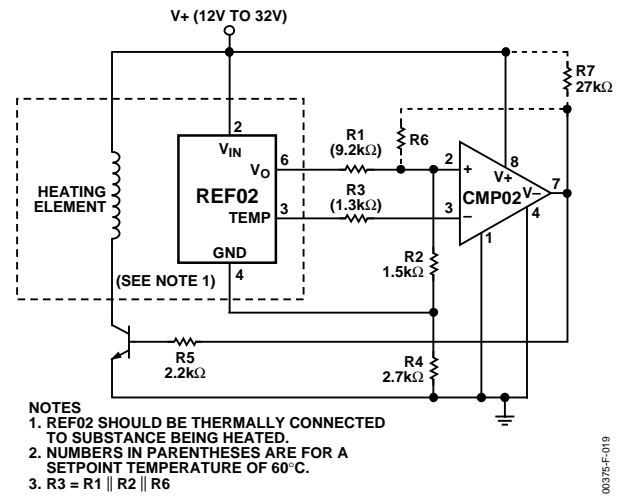 V+ (12V TO 32V)
R7
27kΩ
2
VIN
VO
6
R1
(9.2kΩ)
R6
2
+
8
V+
HEATING
ELEMENT
REF02
TEMP
3
R3
(1.3kΩ)
3
–
CMP02
V–
7
4
1
GND
4
(SEE NOTE 1)
R2
1.5kΩ
R5
2.2kΩ
R4
2.7kΩ
NOTES
1. REF02 SHOULD BE THERMALLY CONNECTED
TO SUBSTANCE BEING HEATED.
2. NUMBERS IN PARENTHESES ARE FOR A
SETPOINT TEMPERATURE OF 60°C.
3. R3 = R1 || R2 || R6
00375-F-019